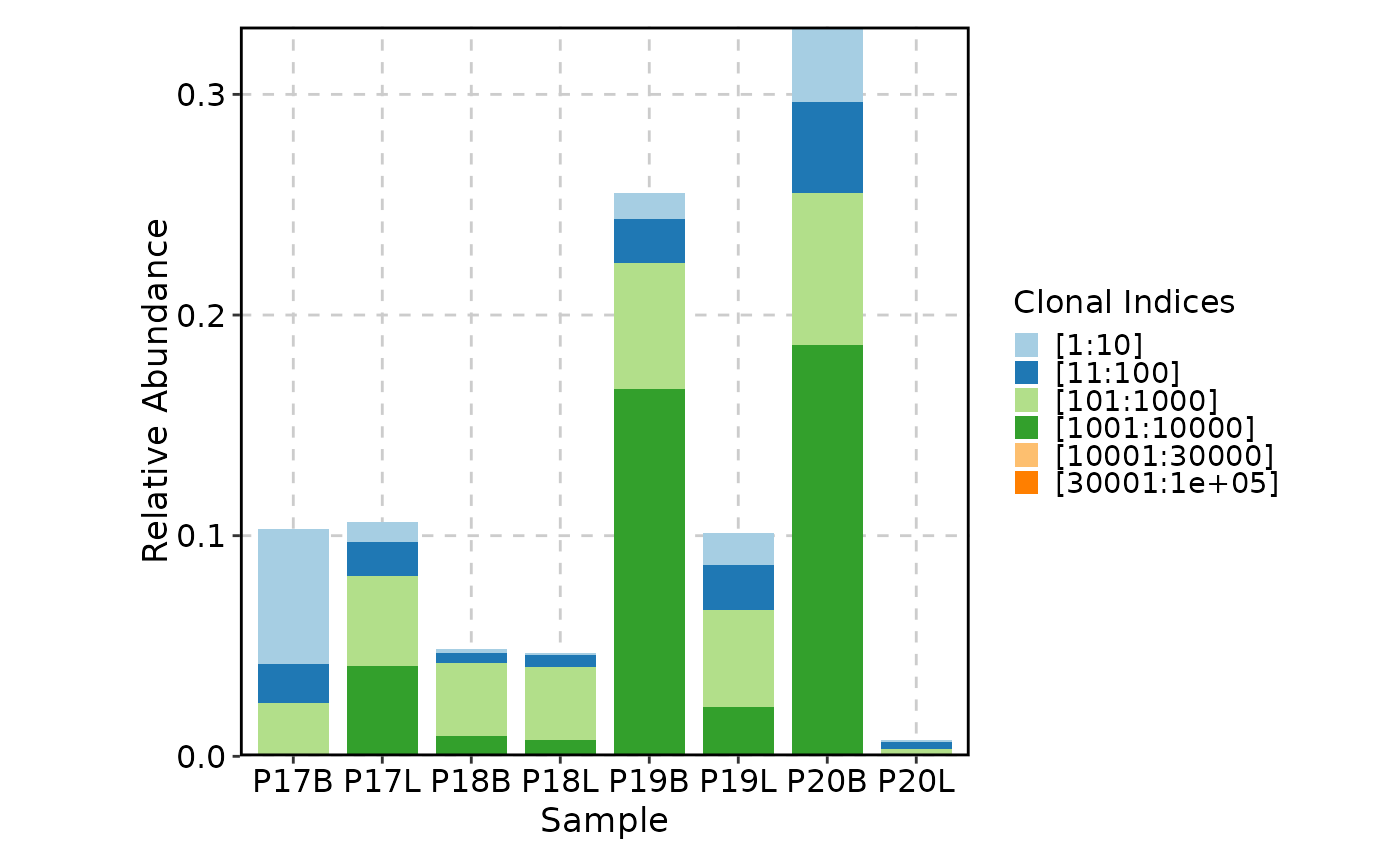 Relative Abundance
0.3
0.2
0.1
0.0
P17B P17L P18B P18L P19B P19L P20B P20L
Sample
Clonal Indices
[1:10]
[11:100]
[101:1000]
[1001:10000]
[10001:30000]
[30001:1e+05]